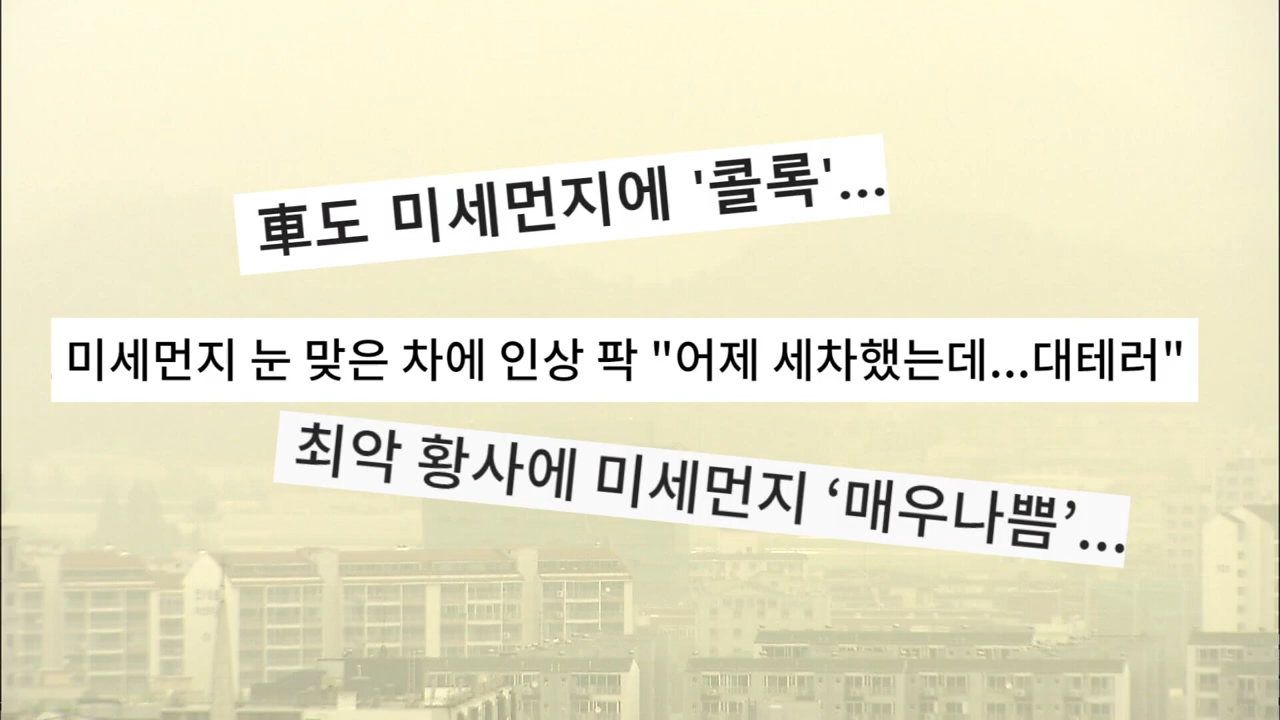 車도 미세먼지에 '콜록'...
미세먼지 눈 맞은 차에 인상 팍 "어제 세차했는데...대테러"
최악 황사에 미세먼지 ‘매우나쁨’...